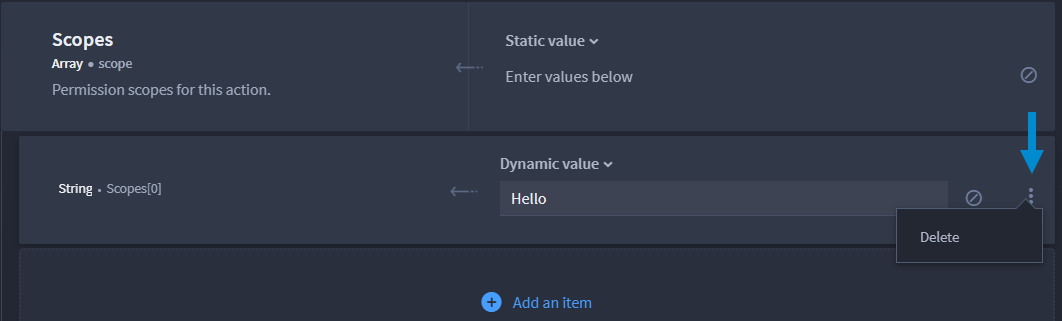 Scopes
Array • scope
Permission scopes for this action.
Static value
Enter values below
String • Scopes[0]
Dynamic value
Hello
Delete
Add an item